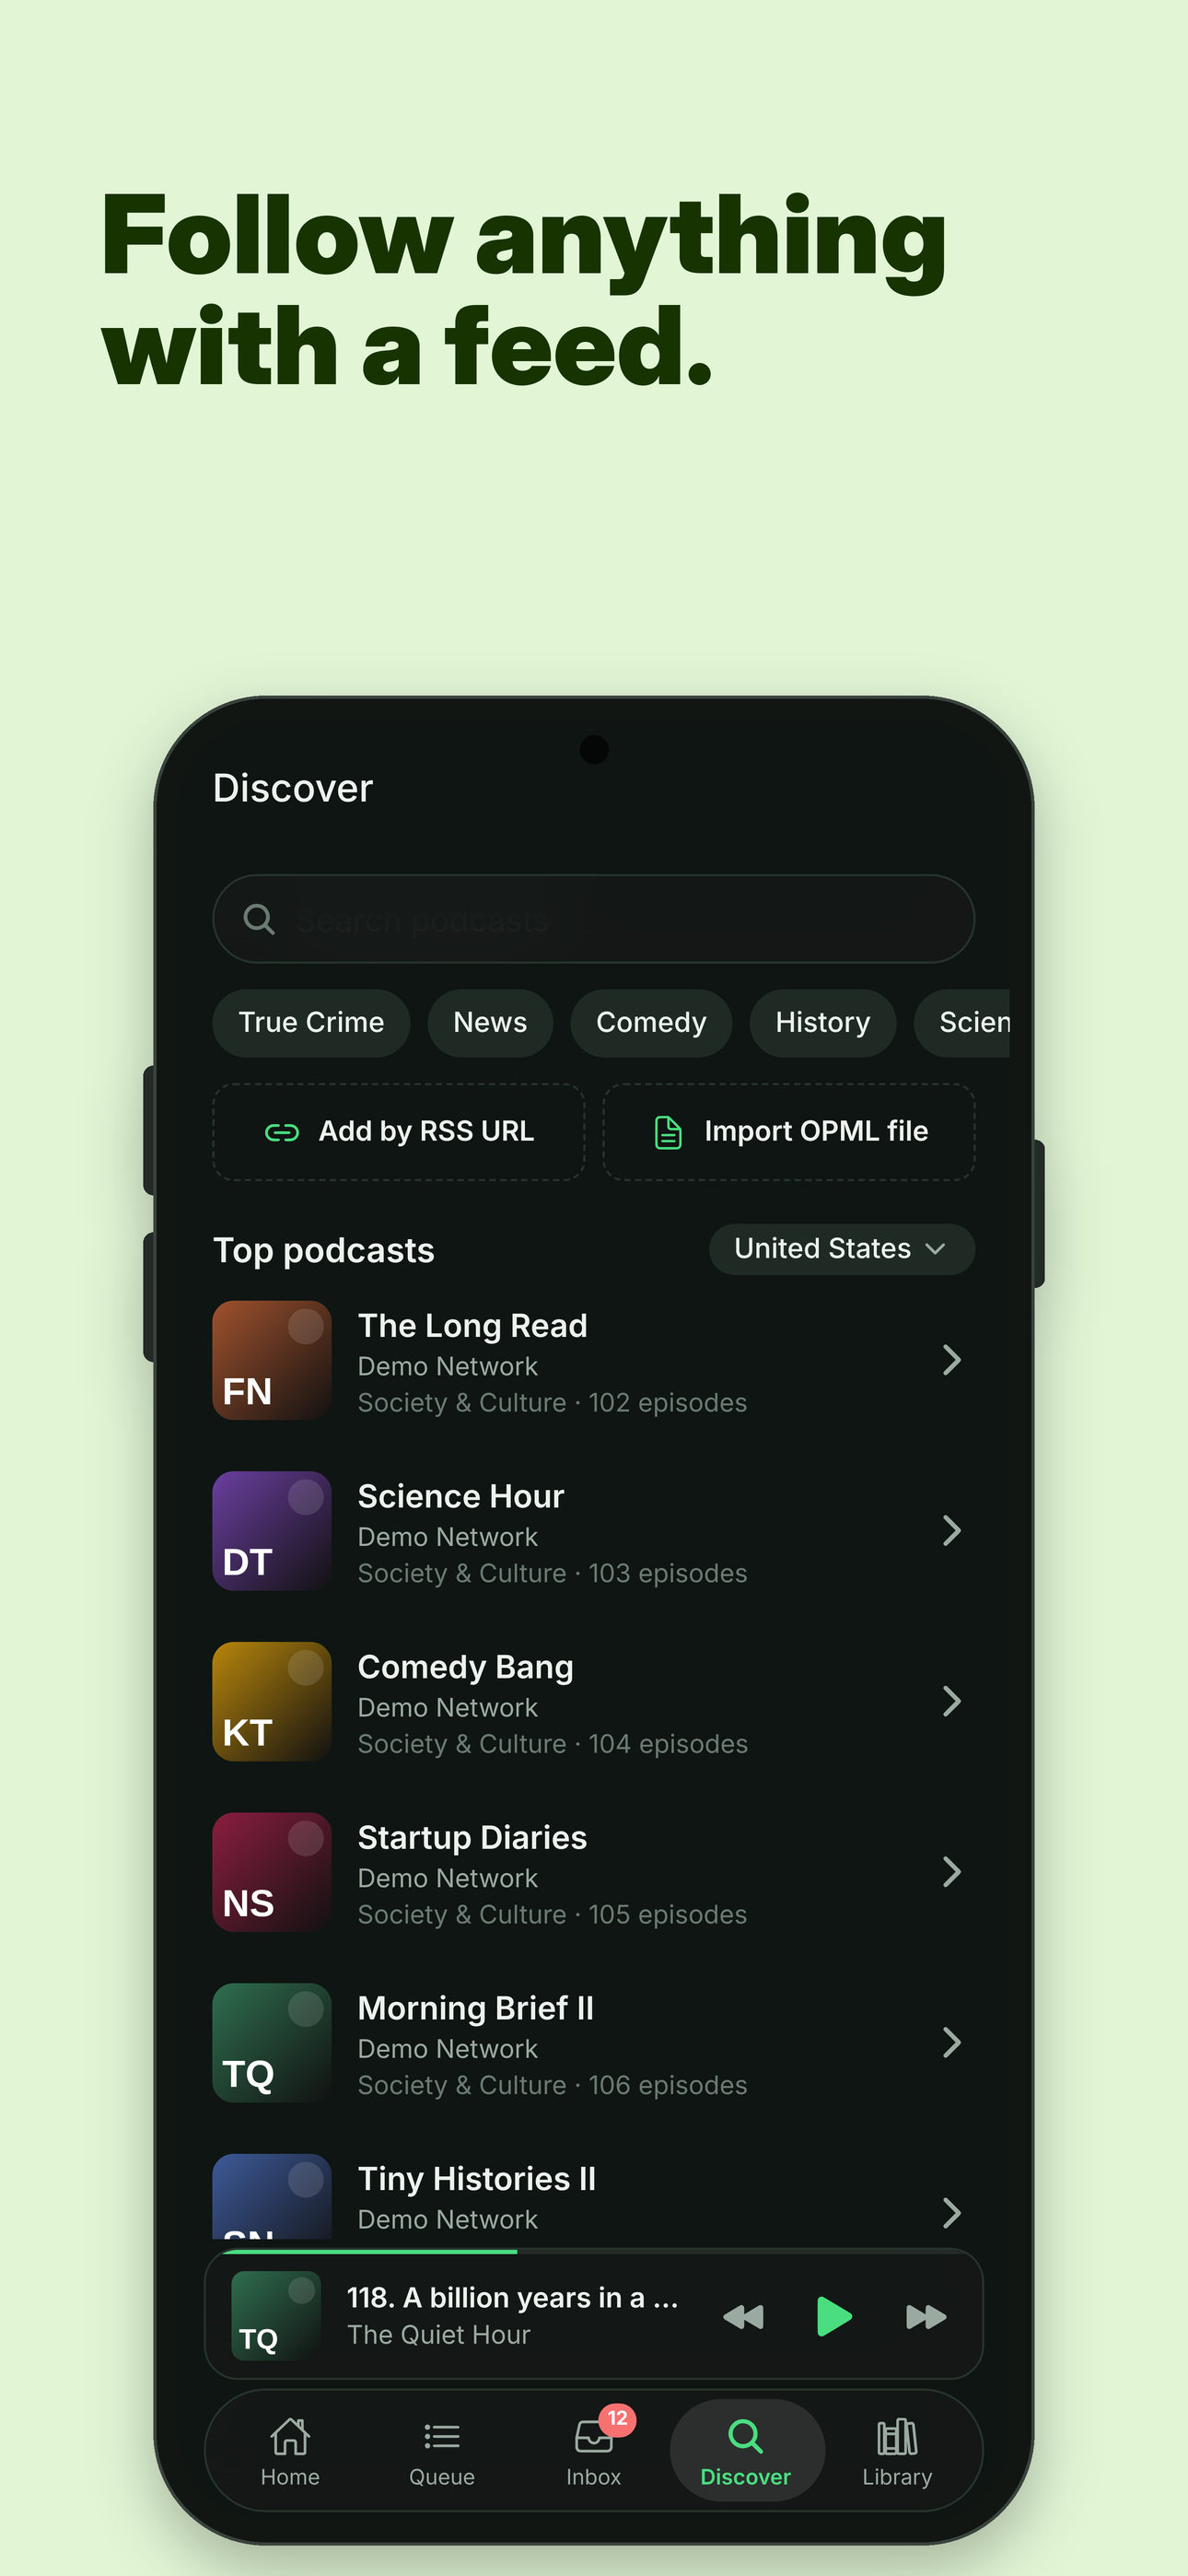 Follow anything
with a feed.
Discover
Search podcasts
True Crime
News
Comedy
History
Scien
Add by RSS URL
Import OPML file
Top podcasts
United States
FN
The Long Read
Demo Network
Society & Culture · 102 episodes
DT
Science Hour
Demo Network
Society & Culture · 103 episodes
KT
Comedy Bang
Demo Network
Society & Culture · 104 episodes
NS
Startup Diaries
Demo Network
Society & Culture · 105 episodes
TQ
Morning Brief II
Demo Network
Society & Culture · 106 episodes
SN
Tiny Histories II
Demo Network
TQ
118. A billion years in a ...
The Quiet Hour
12
Home
Queue
Inbox
Discover
Library